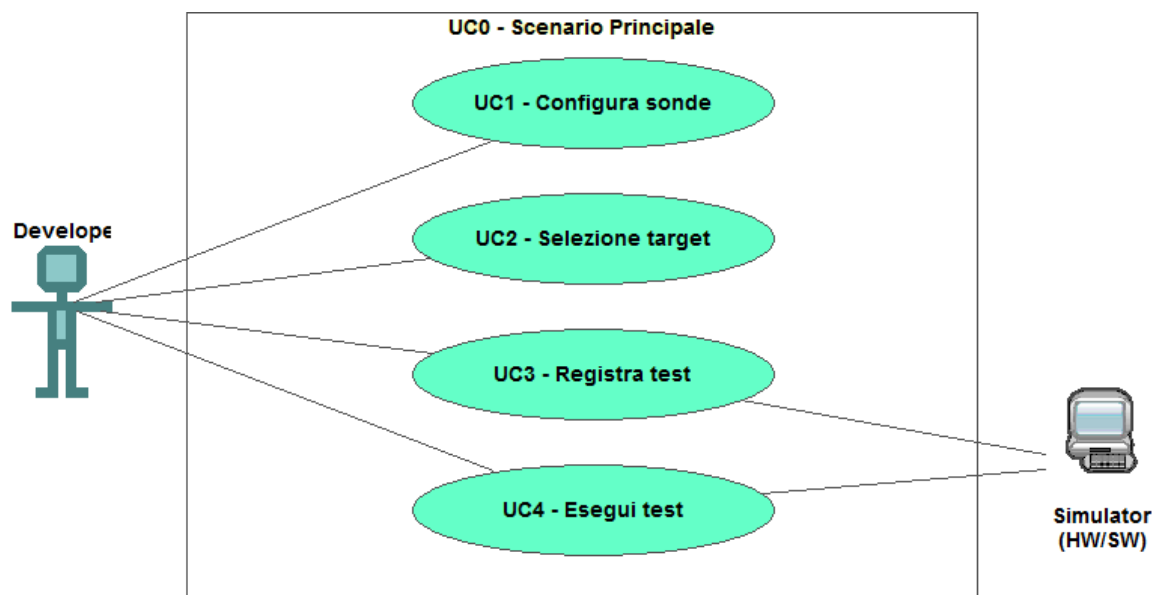 UC0 - Scenario Principale
UC1 - Configura sonde
Develope
UC2 - Selezione target
UC3 - Registra test
UC4 - Esegui test
Simulator
(HW/SW)